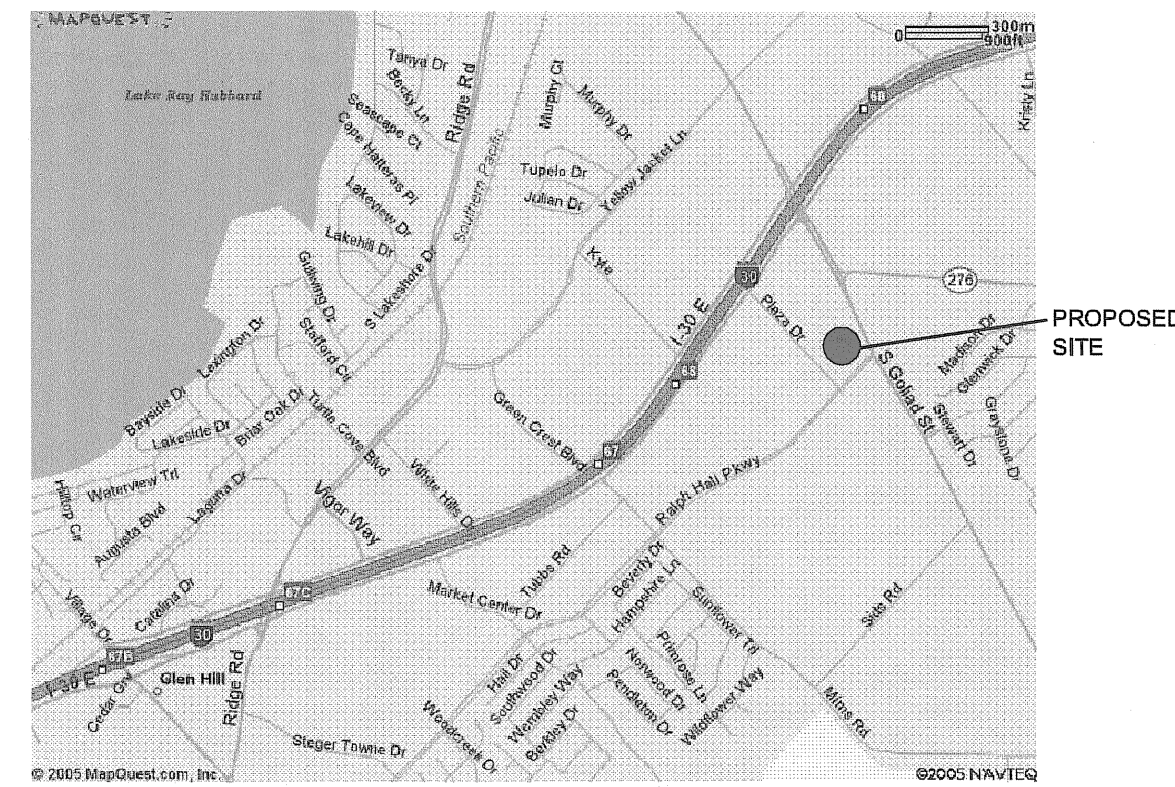 MAPQUEST
0 300m
900ft
Lake Ray Hubbard
Tanya Dr
Becky Ln
Seascape Ct
Cape Hatteras Pl
Lakeview Dr
Lakehill Dr
Ridge Rd
Southern Pacific
Murphy Ct
Murphy Dr
Tupelo Dr
Julian Dr
Yellow Jacket Ln
68
Kristy Ln
Kyle
Gullwing Dr
Stafford Cir
S Lakeshore Dr
30
I-30 E
Plaza Dr
276
PROPOSED
SITE
Madison Dr
Glenwick Dr
S Goliad St
Stewart Dr
Graystone Dr
Lexington Dr
Bayside Dr
Lakeside Dr
Briar Oak Dr
Turtle Cove Blvd
Green Crest Blvd
67
White Hills Dr
Ralph Hall Pkwy
Waterview Trl
Hilltop Cir
Augusta Blvd
Laguna Dr
Vigor Way
Tubbs Rd
Beverly Dr
Hampshire Ln
Sunflower Trl
Sids Rd
Market Center Dr
67C
Village Dr
Catalina Dr
30
67B
I-30 E
Glen Hill
Ridge Rd
Hail Dr
Southwood Dr
Wembley Way
Berkley Dr
Primrose Ln
Norwood Dr
Pendleton Dr
Wildflower Way
Mims Rd
Woodcreek Dr
Steger Towne Dr
© 2005 MapQuest.com, Inc.
©2005 NAVTEQ